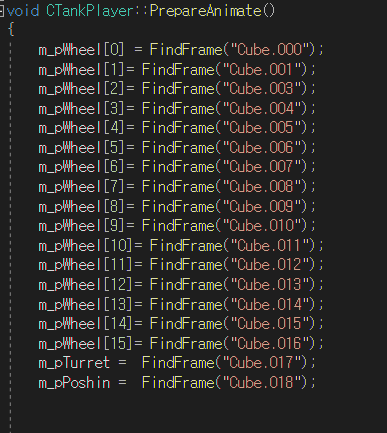 void CTankPlayer::PrepareAnimate()
{
m_pWheel[0] = FindFrame("Cube.000");
m_pWheel[1]= FindFrame("Cube.001");
m_pWheel[2]= FindFrame("Cube.003");
m_pWheel[3]= FindFrame("Cube.004");
m_pWheel[4]= FindFrame("Cube.005");
m_pWheel[5]= FindFrame("Cube.006");
m_pWheel[6]= FindFrame("Cube.007");
m_pWheel[7]= FindFrame("Cube.008");
m_pWheel[8]= FindFrame("Cube.009");
m_pWheel[9]= FindFrame("Cube.010");
m_pWheel[10]= FindFrame("Cube.011");
m_pWheel[11]= FindFrame("Cube.012");
m_pWheel[12]= FindFrame("Cube.013");
m_pWheel[13]= FindFrame("Cube.014");
m_pWheel[14]= FindFrame("Cube.015");
m_pWheel[15]= FindFrame("Cube.016");
m_pTurret =  FindFrame("Cube.017");
m_pPoshin =  FindFrame("Cube.018");